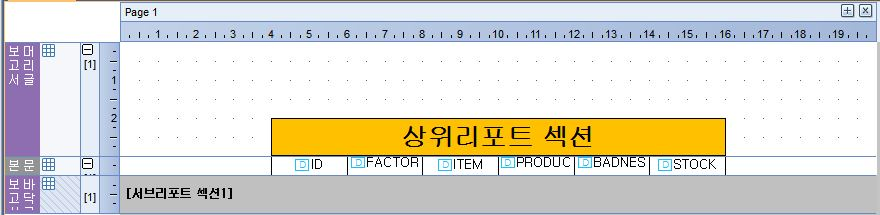 Page 1
1 2 3 4 5 6 7 8 9 10 11 12 13 14 15 16 17 18 19
보고서 머리글
[1]
1
2
상위리포트 섹션
본문
D ID D FACTOR D ITEM D PRODUC D BADNES D STOCK
보고 바닥
[1]
[서브리포트 섹션1]